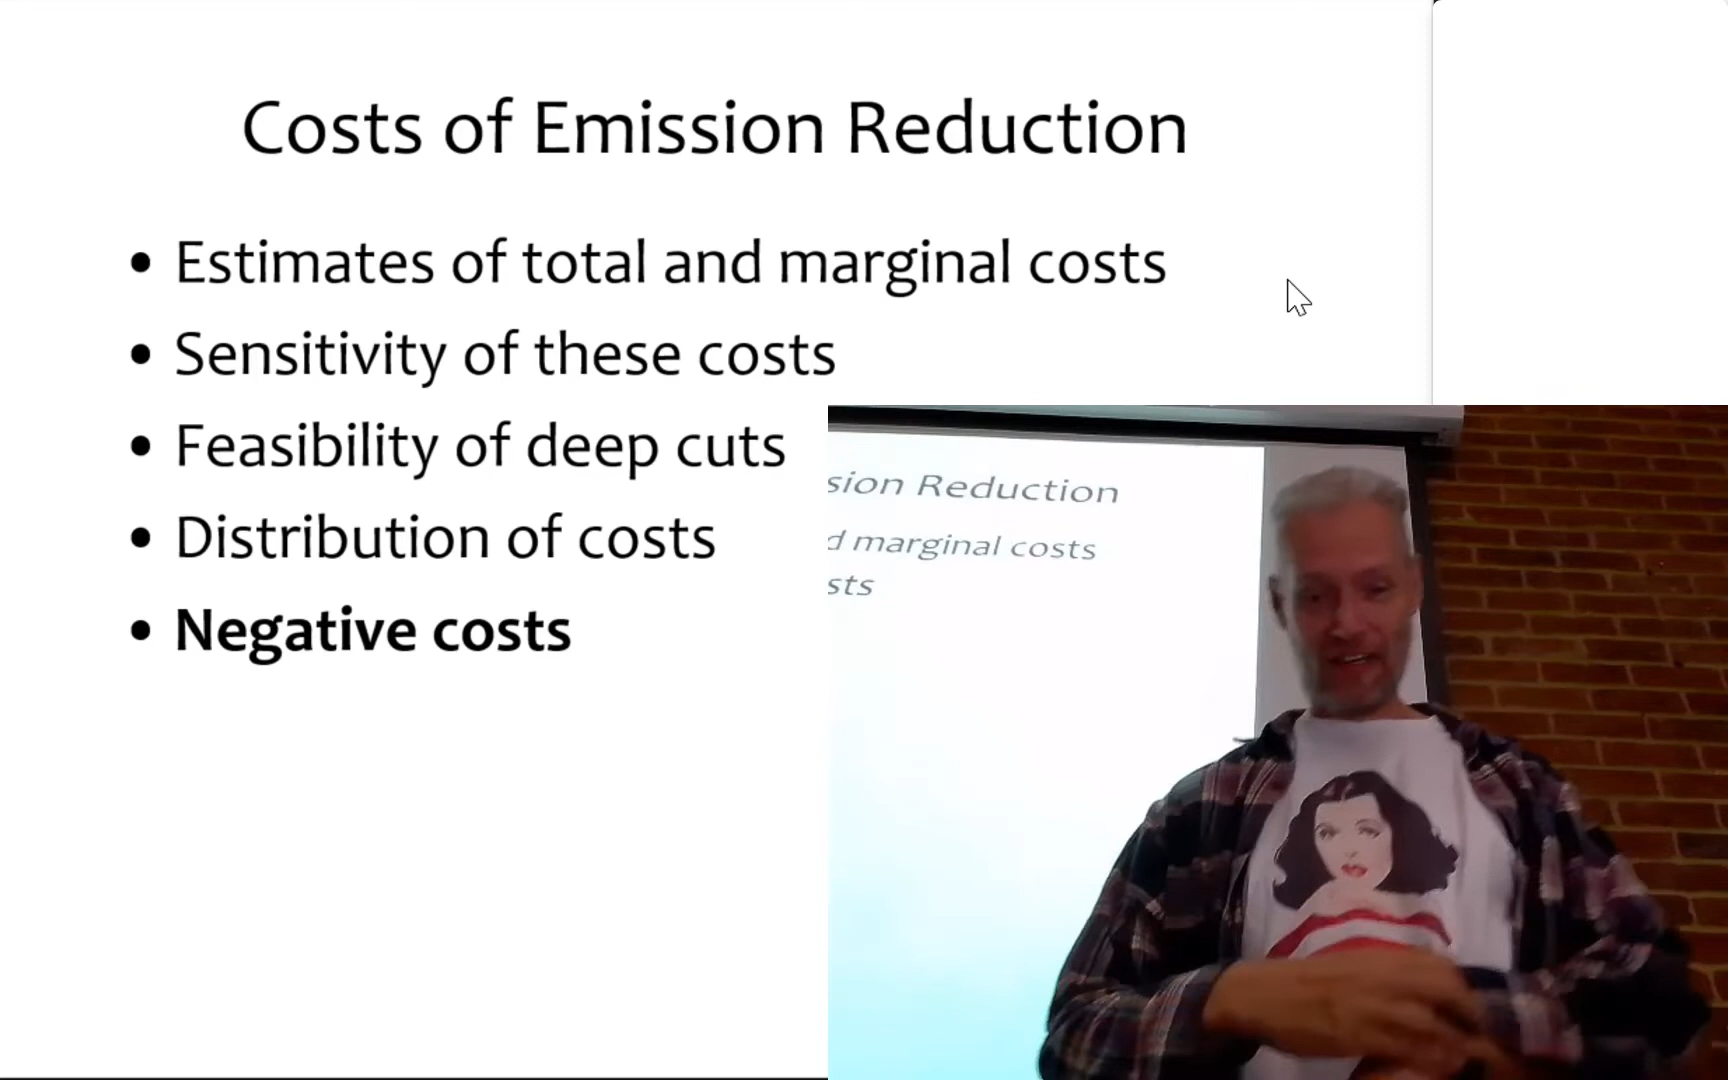 Costs of Emission Reduction
• Estimates of total and marginal costs
• Sensitivity of these costs
• Feasibility of deep cuts
• Distribution of costs
• Negative costs
sion Reduction
d marginal costs
sts